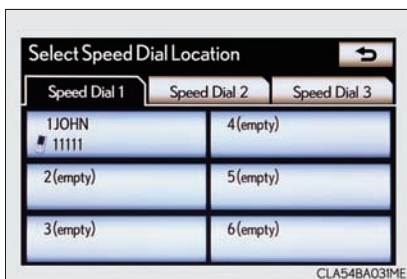 Select Speed Dial Location
Speed Dial 1 Speed Dial 2 Speed Dial 3
1JOHN
11111
4(empty)
2(empty) 5(empty)
3(empty) 6(empty)
CLA54BA031ME